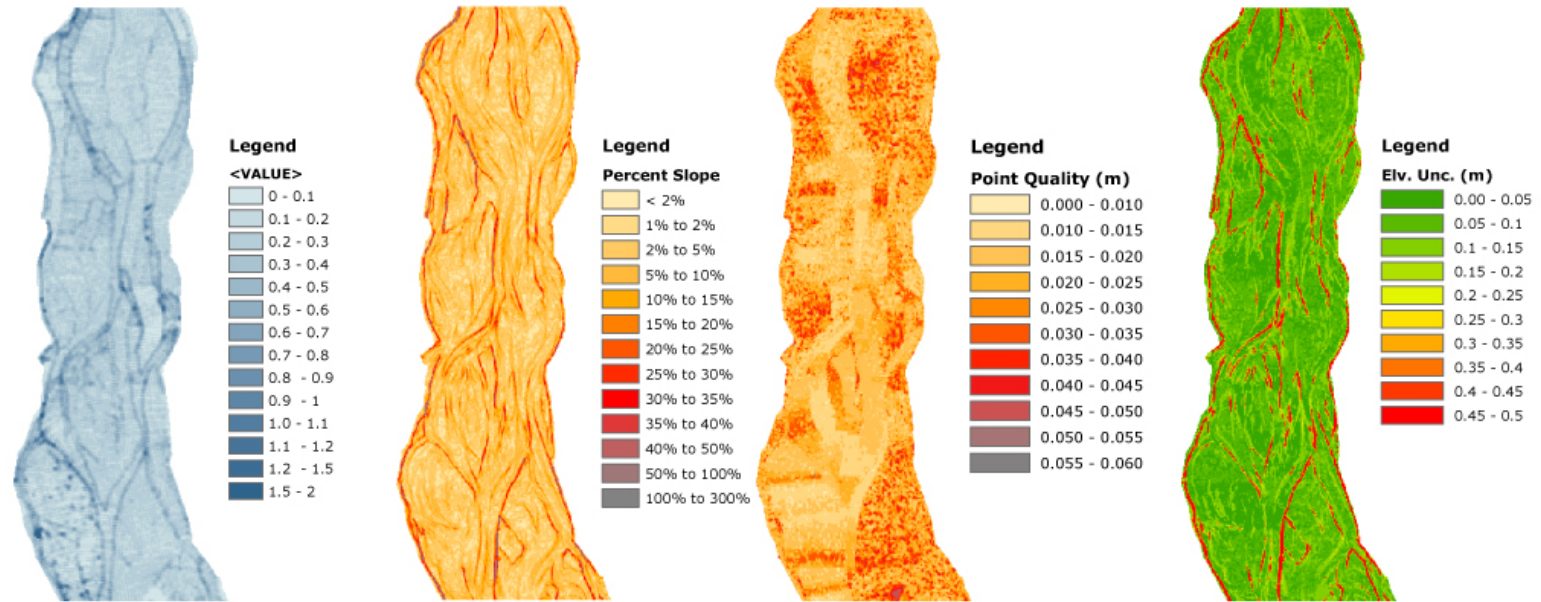 Legend
<VALUE>
0 - 0.1
0.1 - 0.2
0.2 - 0.3
0.3 - 0.4
0.4 - 0.5
0.5 - 0.6
0.6 - 0.7
0.7 - 0.8
0.8 - 0.9
0.9 - 1
1.0 - 1.1
1.1 - 1.2
1.2 - 1.5
1.5 - 2
Legend
Percent Slope
< 2%
1% to 2%
2% to 5%
5% to 10%
10% to 15%
15% to 20%
20% to 25%
25% to 30%
30% to 35%
35% to 40%
40% to 50%
50% to 100%
100% to 300%
Legend
Point Quality (m)
0.000 - 0.010
0.010 - 0.015
0.015 - 0.020
0.020 - 0.025
0.025 - 0.030
0.030 - 0.035
0.035 - 0.040
0.040 - 0.045
0.045 - 0.050
0.050 - 0.055
0.055 - 0.060
Legend
Elv. Unc. (m)
0.00 - 0.05
0.05 - 0.1
0.1 - 0.15
0.15 - 0.2
0.2 - 0.25
0.25 - 0.3
0.3 - 0.35
0.35 - 0.4
0.4 - 0.45
0.45 - 0.5